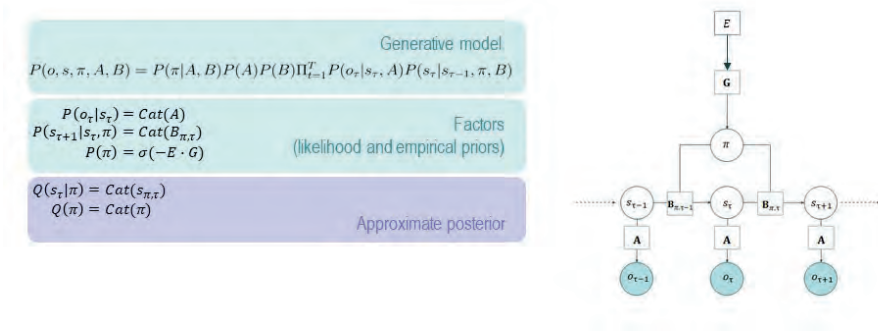 Generative model
P(o, s, π, A, B) = P(π|A, B)P(A)P(B)Π_{t=1}^{T} P(o_τ|s_τ, A)P(s_τ|s_{τ−1}, π, B)
P(o_τ|s_τ) = Cat(A)
P(s_{τ+1}|s_τ, π) = Cat(B_{π,τ})
P(π) = σ(−E · G)
Factors
(likelihood and empirical priors)
Q(s_τ|π) = Cat(s_{π,τ})
Q(π) = Cat(π)
Approximate posterior
E
G
π
s_{τ−1}
B_{π,τ−1}
s_τ
B_{π,τ}
s_{τ+1}
A
A
A
o_{τ−1}
o_τ
o_{τ+1}